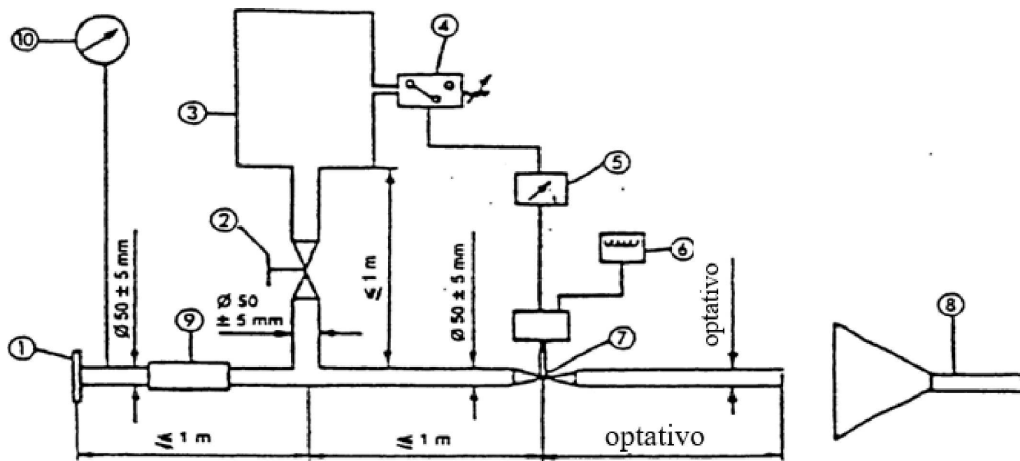 10
4
3
5
2
6
≤ 1 m
Ø 50 ± 5 mm
Ø 50
± 5 mm
Ø 50 ± 5 mm
optativo
9
7
8
1
≤ 1 m
≤ 1 m
optativo